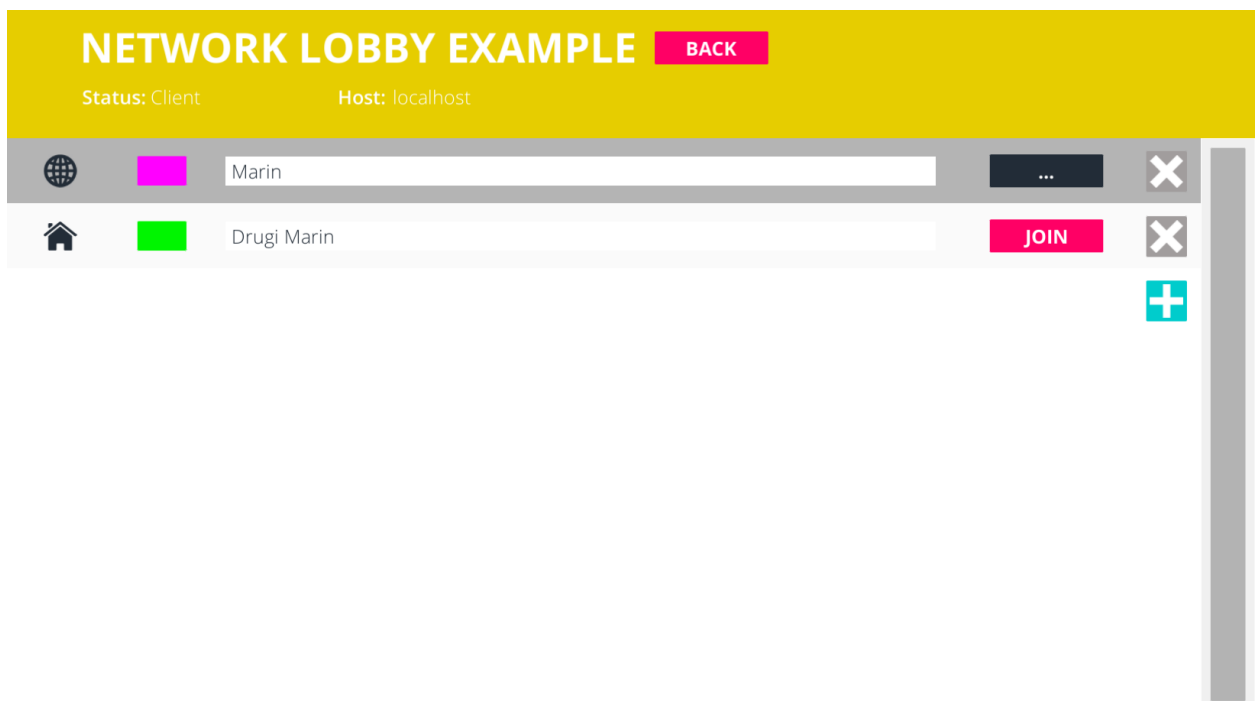 NETWORK LOBBY EXAMPLE BACK
Status: Client Host: localhost
Marin ...
Drugi Marin JOIN